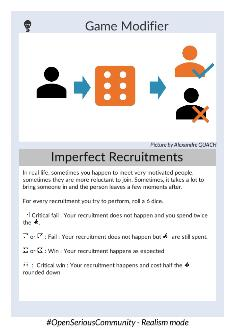 Game Modifier
Picture by Alexandre QUACH
Imperfect Recruitments
In real life, sometimes you happen to meet very motivated people,
sometimes they are more reluctant to join. Sometimes, it takes a lot to
bring someone in and the person leaves a few moments after.
For every recruitment you try to perform, roll a 6 dice.
Critical fail : Your recruitment does not happen and you spend twice
the .
or : Fail : Your recruitment does not happen but are still spent.
or : Win : Your recruitment happens as expected
: Critical win : Your recruitment happens and cost half the
rounded down
#OpenSeriousCommunity - Realism mode